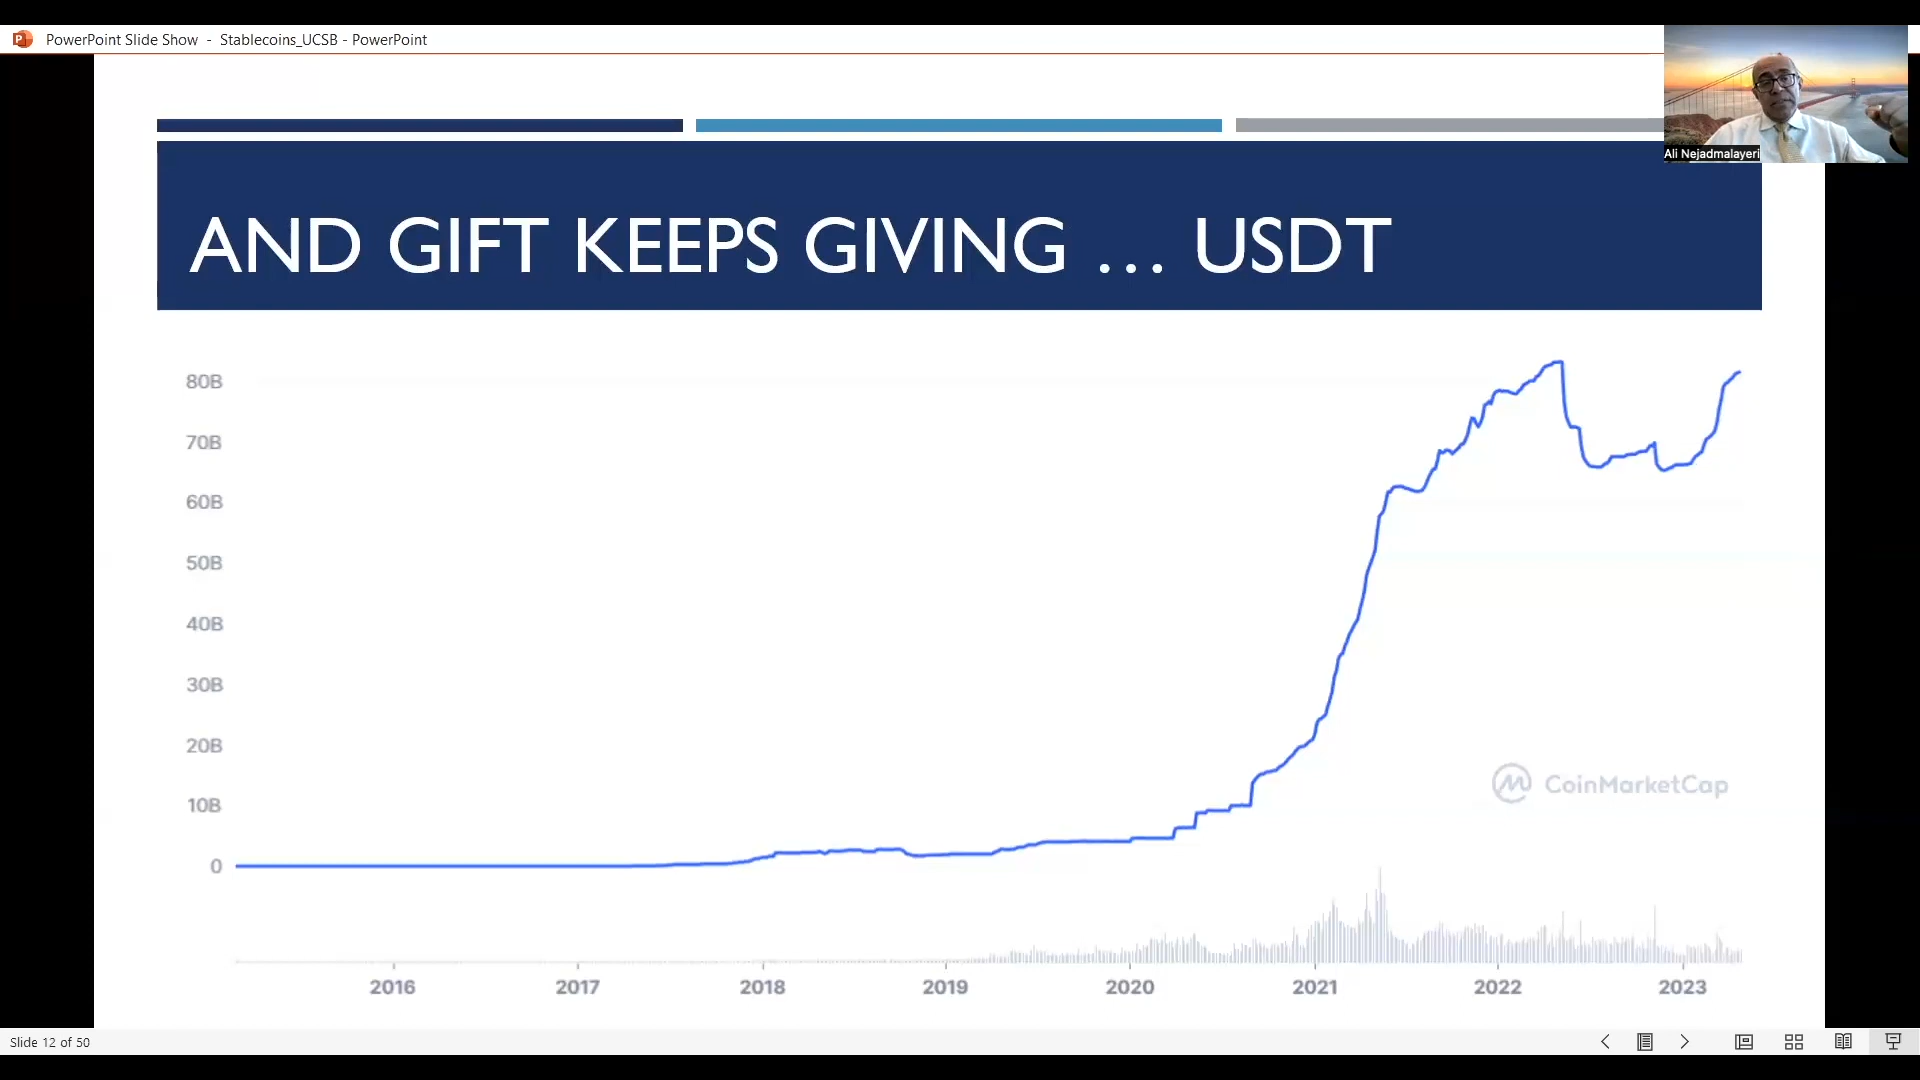 PowerPoint Slide Show - Stablecoins_UCSB - PowerPoint
Ali Nejadmalayeri
AND GIFT KEEPS GIVING … USDT
80B
70B
60B
50B
40B
30B
20B
10B
0
CoinMarketCap
2016 2017 2018 2019 2020 2021 2022 2023
Slide 12 of 50